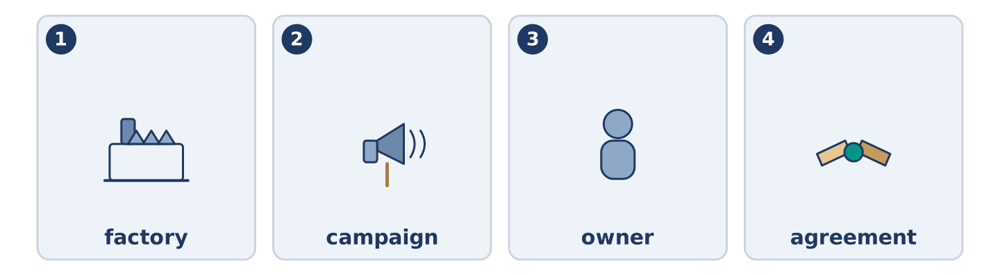 1
factory
2
campaign
3
owner
4
agreement